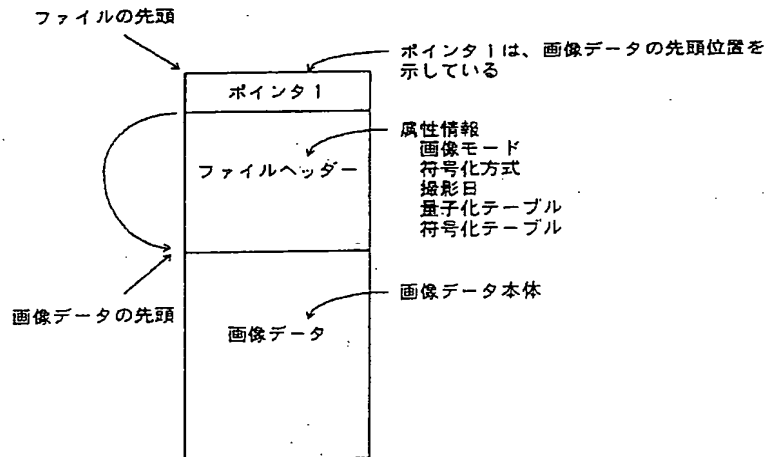 ファイルの先頭
ポインタ1は、画像データの先頭位置を
示している
ポインタ1
属性情報
画像モード
符号化方式
撮影日
量子化テーブル
符号化テーブル
ファイルヘッダー
画像データの先頭
画像データ本体
画像データ